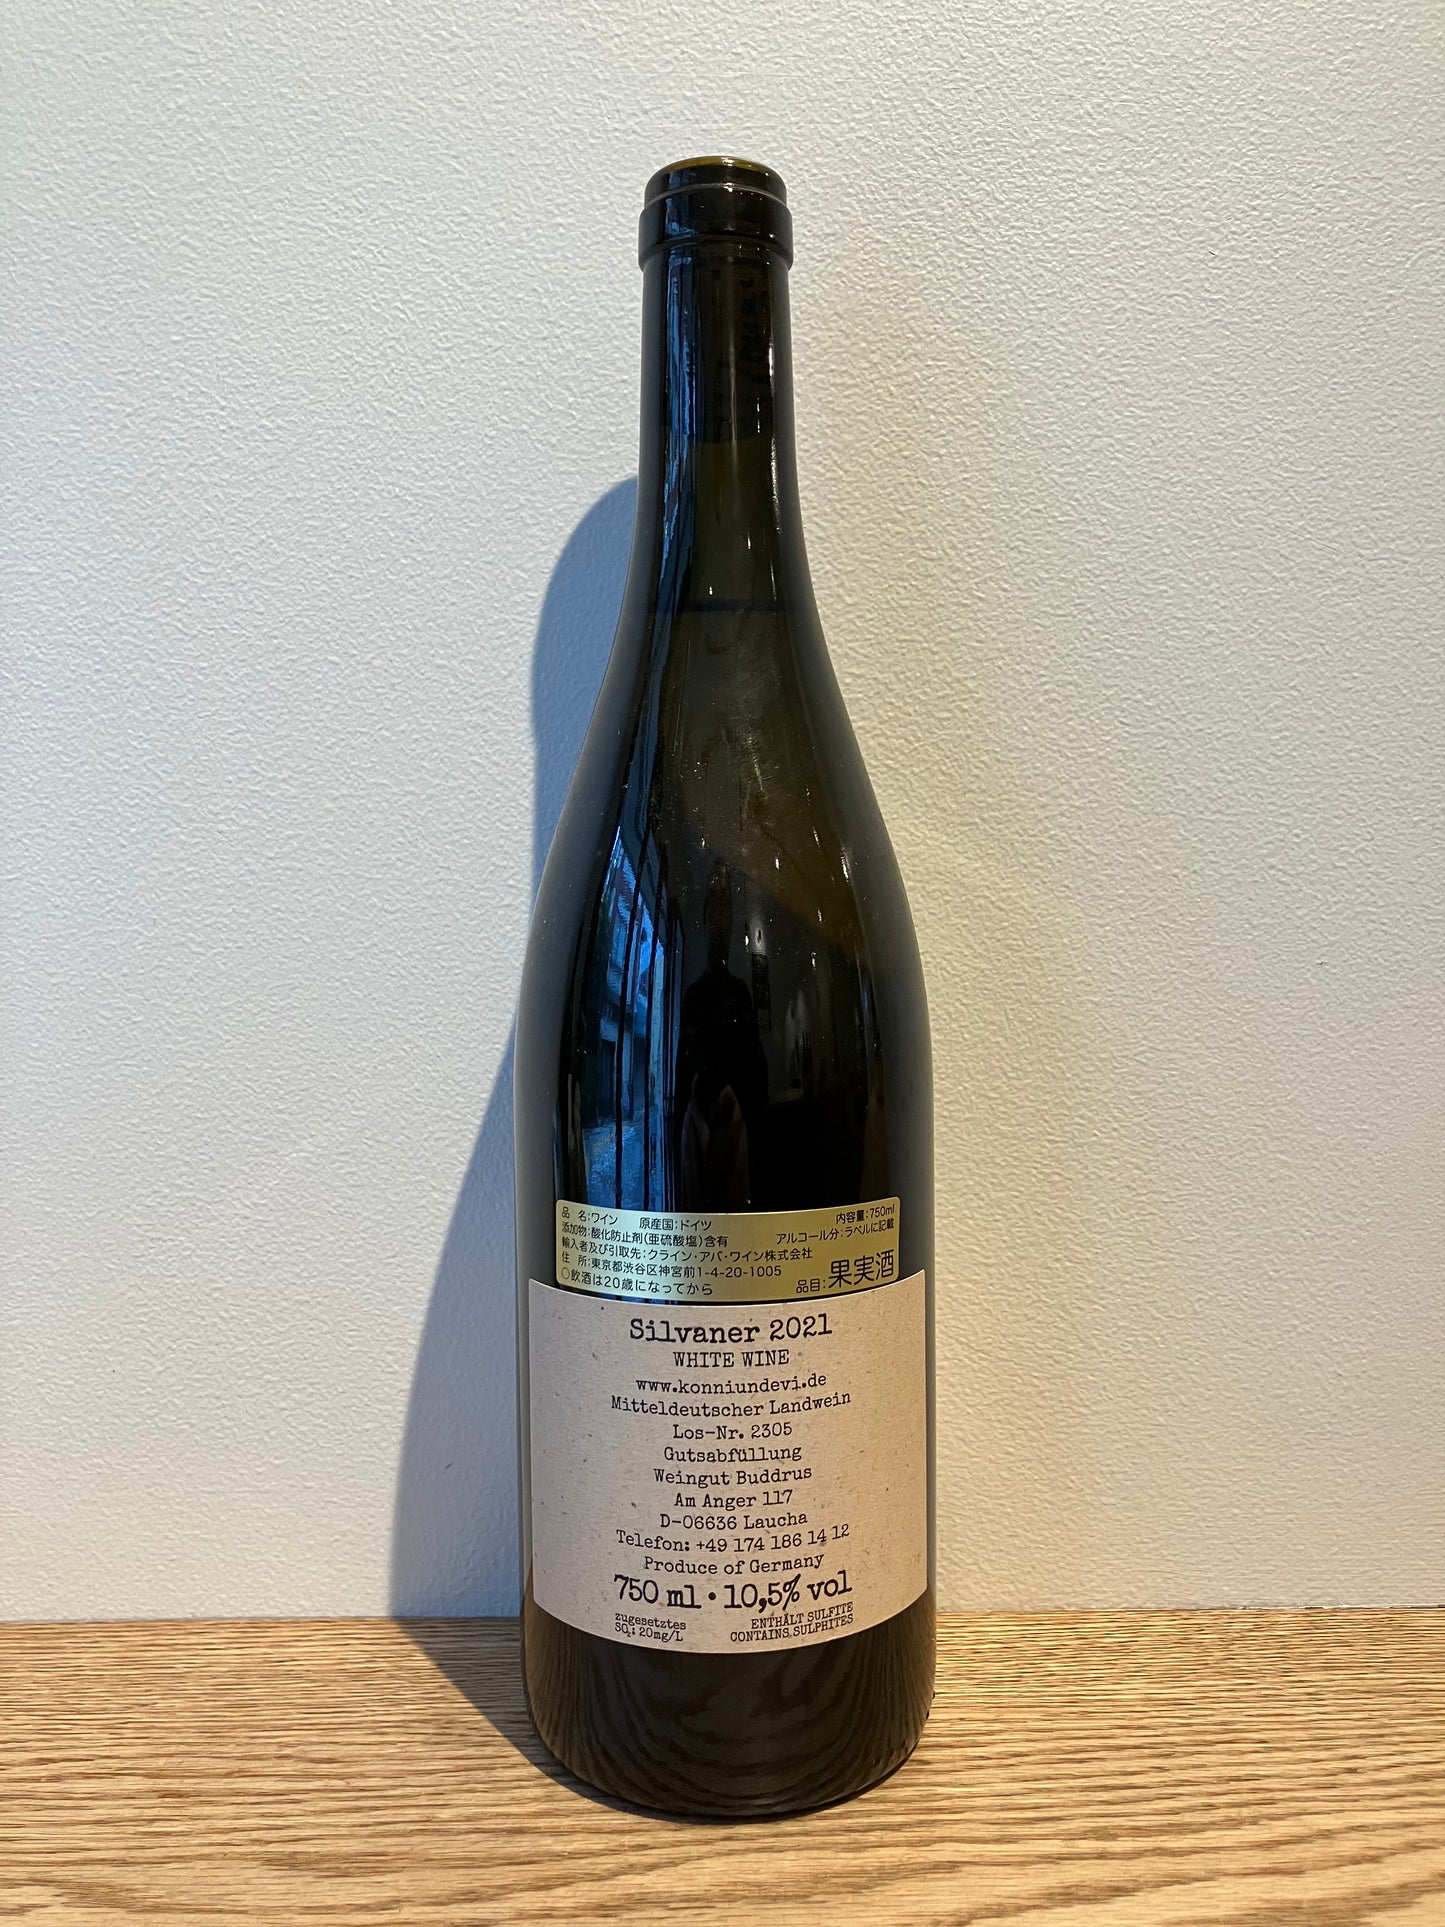 品 名:ワイン 原産国:ドイツ 内容量:750ml
添加物:酸化防止剤(亜硫酸塩)含有 アルコール分:ラベルに記載
輸入者及び引取先:クライン・アバ・ワイン株式会社
住 所:東京都渋谷区神宮前1-4-20-1005
○飲酒は20歳になってから 品目:果実酒
Silvaner 2021
WHITE WINE
www.konniundevi.de
Mitteldeutscher Landwein
Los-Nr. 2305
Gutsabfüllung
Weingut Buddrus
Am Anger 117
D-06636 Laucha
Telefon: +49 174 186 14 12
Produce of Germany
750 ml • 10,5% vol
zugesetztes
SO₂: 20mg/L
ENTHÄLT SULFITE
CONTAINS SULPHITES